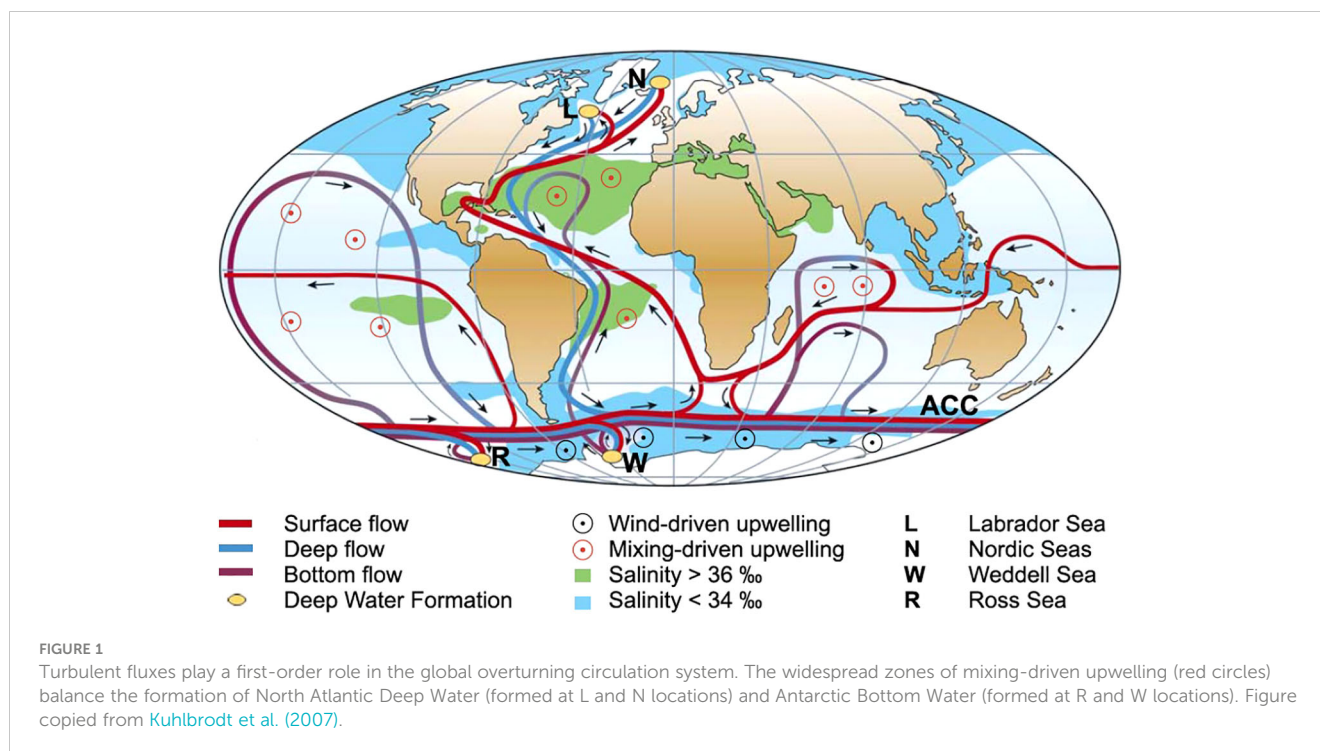 N
L
ACC
R
W
Surface flow
Deep flow
Bottom flow
Deep Water Formation
Wind-driven upwelling
Mixing-driven upwelling
Salinity > 36 ‰
Salinity < 34 ‰
L Labrador Sea
N Nordic Seas
W Weddell Sea
R Ross Sea
FIGURE 1
Turbulent fluxes play a first-order role in the global overturning circulation system. The widespread zones of mixing-driven upwelling (red circles)
balance the formation of North Atlantic Deep Water (formed at L and N locations) and Antarctic Bottom Water (formed at R and W locations). Figure
copied from Kuhlbrodt et al. (2007).